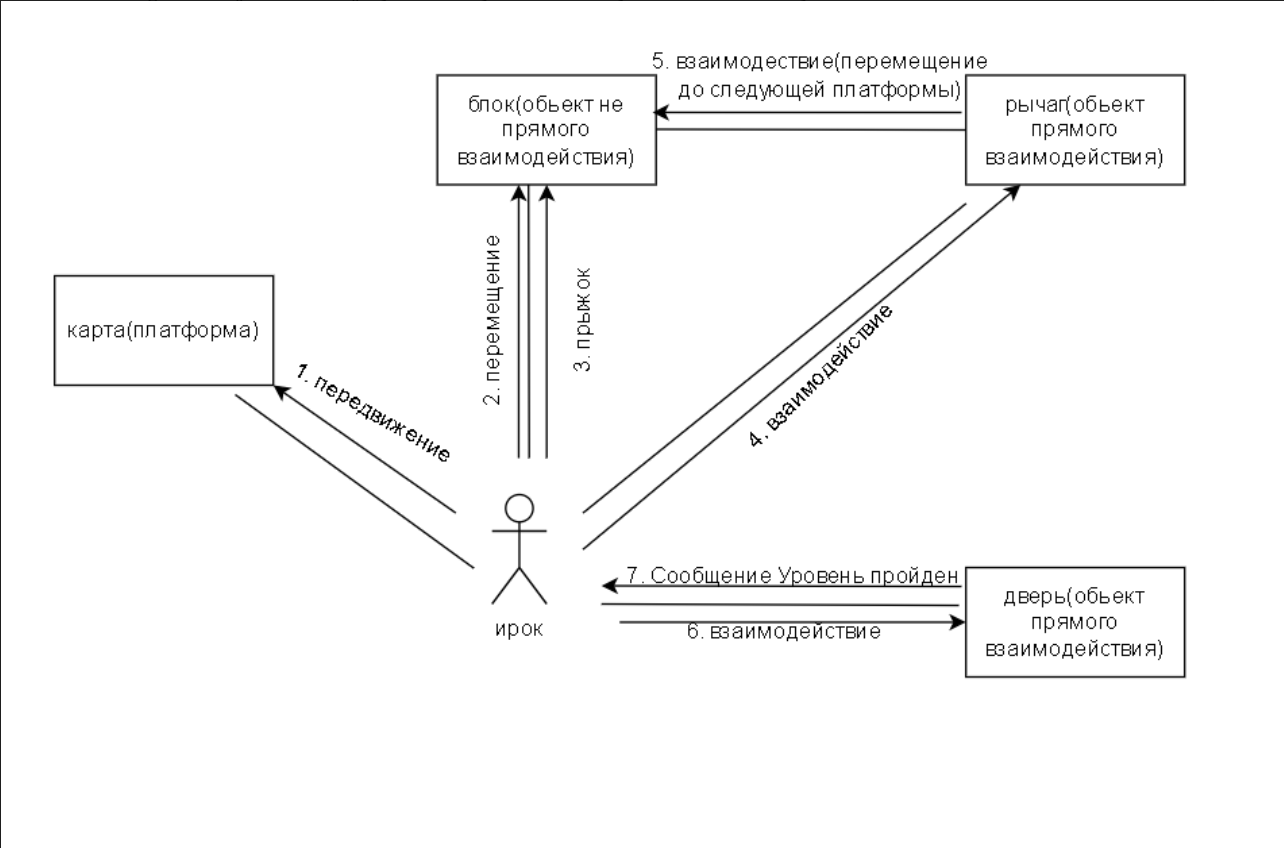 5. взаимодествие(перемещение
до следующей платформы)
блок(обьект не
прямого
взаимодействия)
рычаг(обьект
прямого
взаимодействия)
2. перемещение
3. прыжок
карта(платформа)
1. передвижение
4. взаимодействие
7. Сообщение Уровень пройден
6. взаимодействие
дверь(обьект
прямого
взаимодействия)
ирок